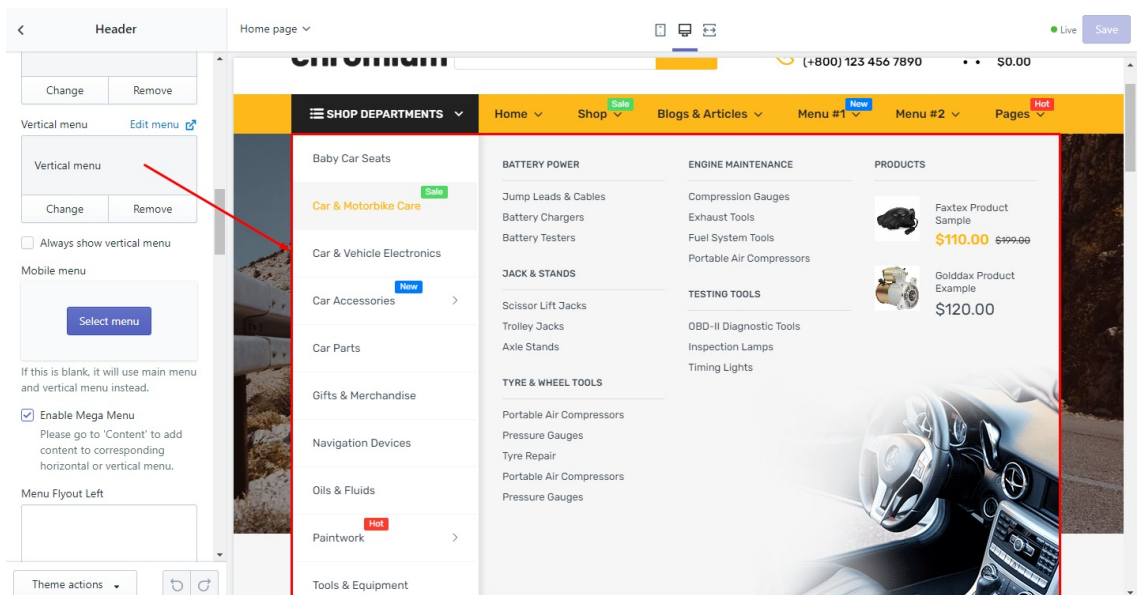 Header
Home page
Live
Save
Change
Remove
Vertical menu
Edit menu
Vertical menu
Change
Remove
Always show vertical menu
Mobile menu
Select menu
If this is blank, it will use main menu
and vertical menu instead.
Enable Mega Menu
Please go to 'Content' to add
content to corresponding
horizontal or vertical menu.
Menu Flyout Left
Theme actions
chromium
(+800) 123 456 7890
$0.00
SHOP DEPARTMENTS
Home
Sale
Shop
Blogs & Articles
New
Menu #1
Menu #2
Hot
Pages
Baby Car Seats
Sale
Car & Motorbike Care
Car & Vehicle Electronics
New
Car Accessories
Car Parts
Gifts & Merchandise
Navigation Devices
Oils & Fluids
Hot
Paintwork
Tools & Equipment
BATTERY POWER
Jump Leads & Cables
Battery Chargers
Battery Testers
JACK & STANDS
Scissor Lift Jacks
Trolley Jacks
Axle Stands
TYRE & WHEEL TOOLS
Portable Air Compressors
Pressure Gauges
Tyre Repair
Portable Air Compressors
Pressure Gauges
ENGINE MAINTENANCE
Compression Gauges
Exhaust Tools
Fuel System Tools
Portable Air Compressors
TESTING TOOLS
OBD-II Diagnostic Tools
Inspection Lamps
Timing Lights
PRODUCTS
Faxtex Product
Sample
$110.00 $199.00
Golddax Product
Example
$120.00